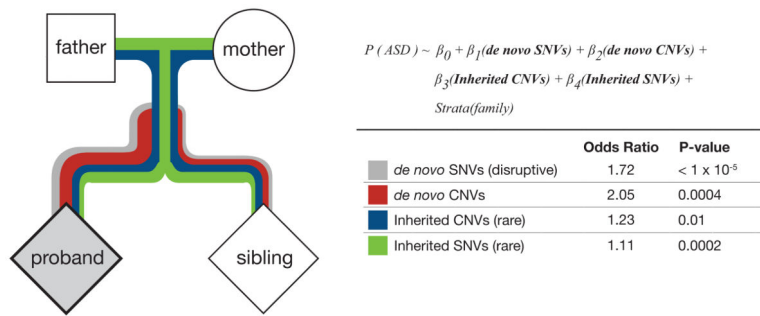 father
mother
proband
sibling
P ( ASD ) ~ β0 + β1(de novo SNVs) + β2(de novo CNVs) +
β3(Inherited CNVs) + β4(Inherited SNVs) +
Strata(family)
Odds Ratio P-value
de novo SNVs (disruptive) 1.72 < 1 x 10-5
de novo CNVs 2.05 0.0004
Inherited CNVs (rare) 1.23 0.01
Inherited SNVs (rare) 1.11 0.0002